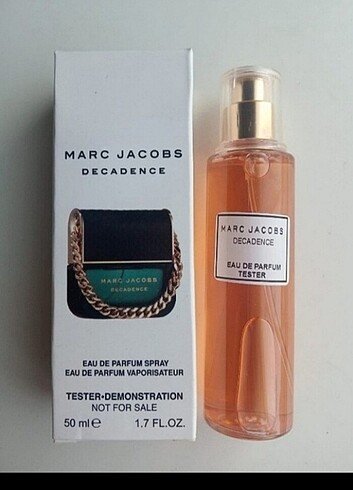 MARC JACOBS
DECADENCE
MARC JACOBS
DECADENCE
EAU DE PARFUM SPRAY
EAU DE PARFUM VAPORISATEUR
TESTER•DEMONSTRATION
NOT FOR SALE
50 ml e 1.7 FL.OZ.
MARC JACOBS
DECADENCE
EAU DE PARFUM
TESTER